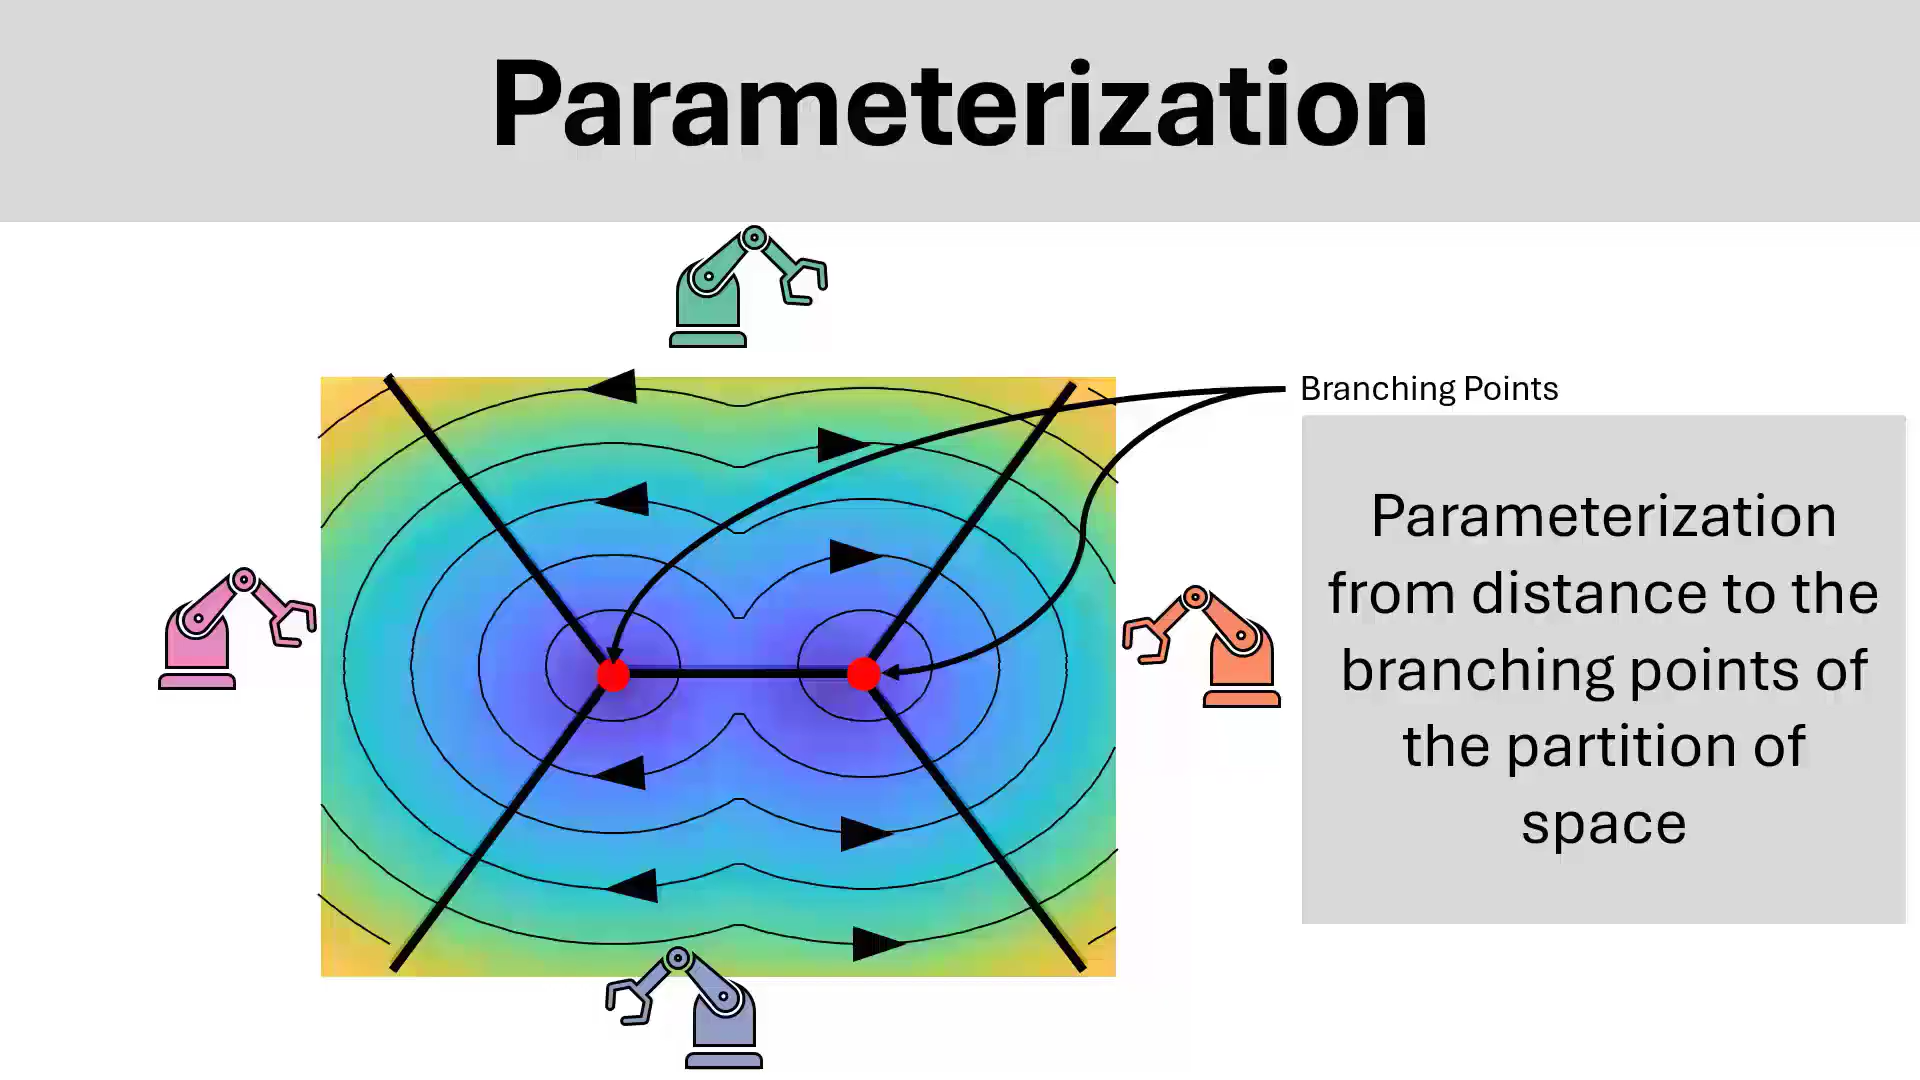 Parameterization
Branching Points
Parameterization
from distance to the
branching points of
the partition of
space